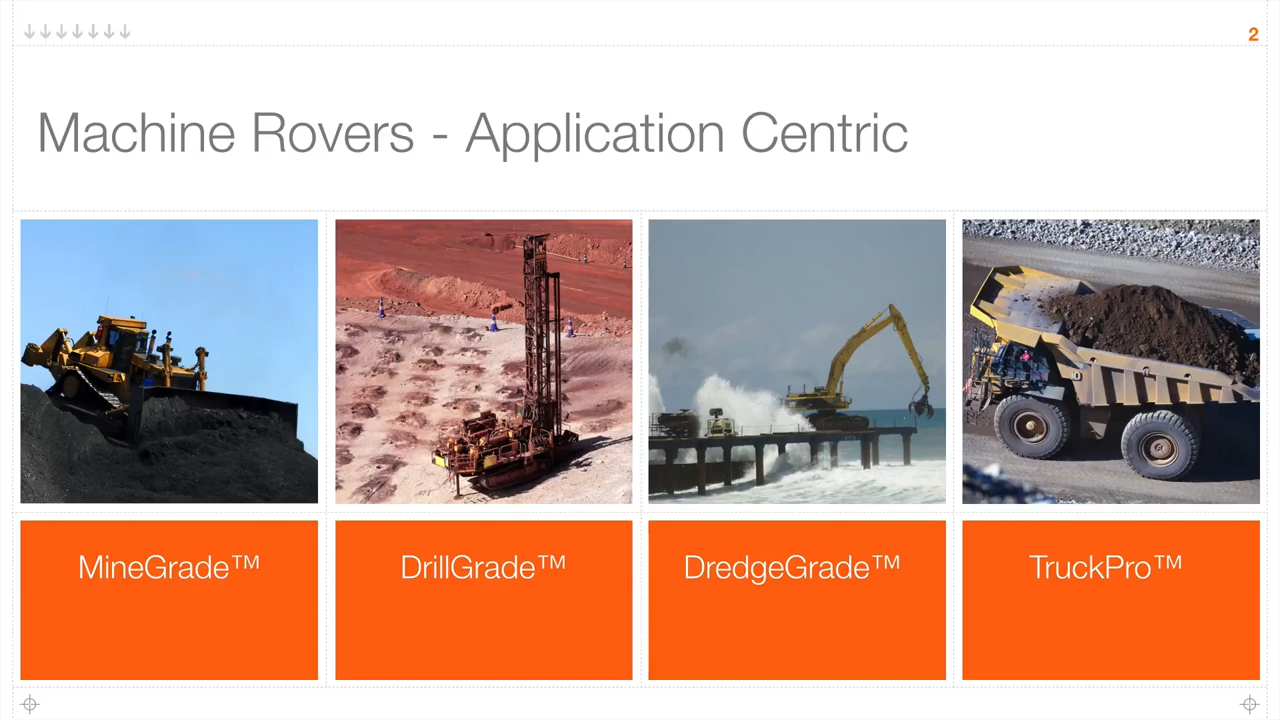 2
Machine Rovers - Application Centric
MineGrade™
DrillGrade™
DredgeGrade™
TruckPro™